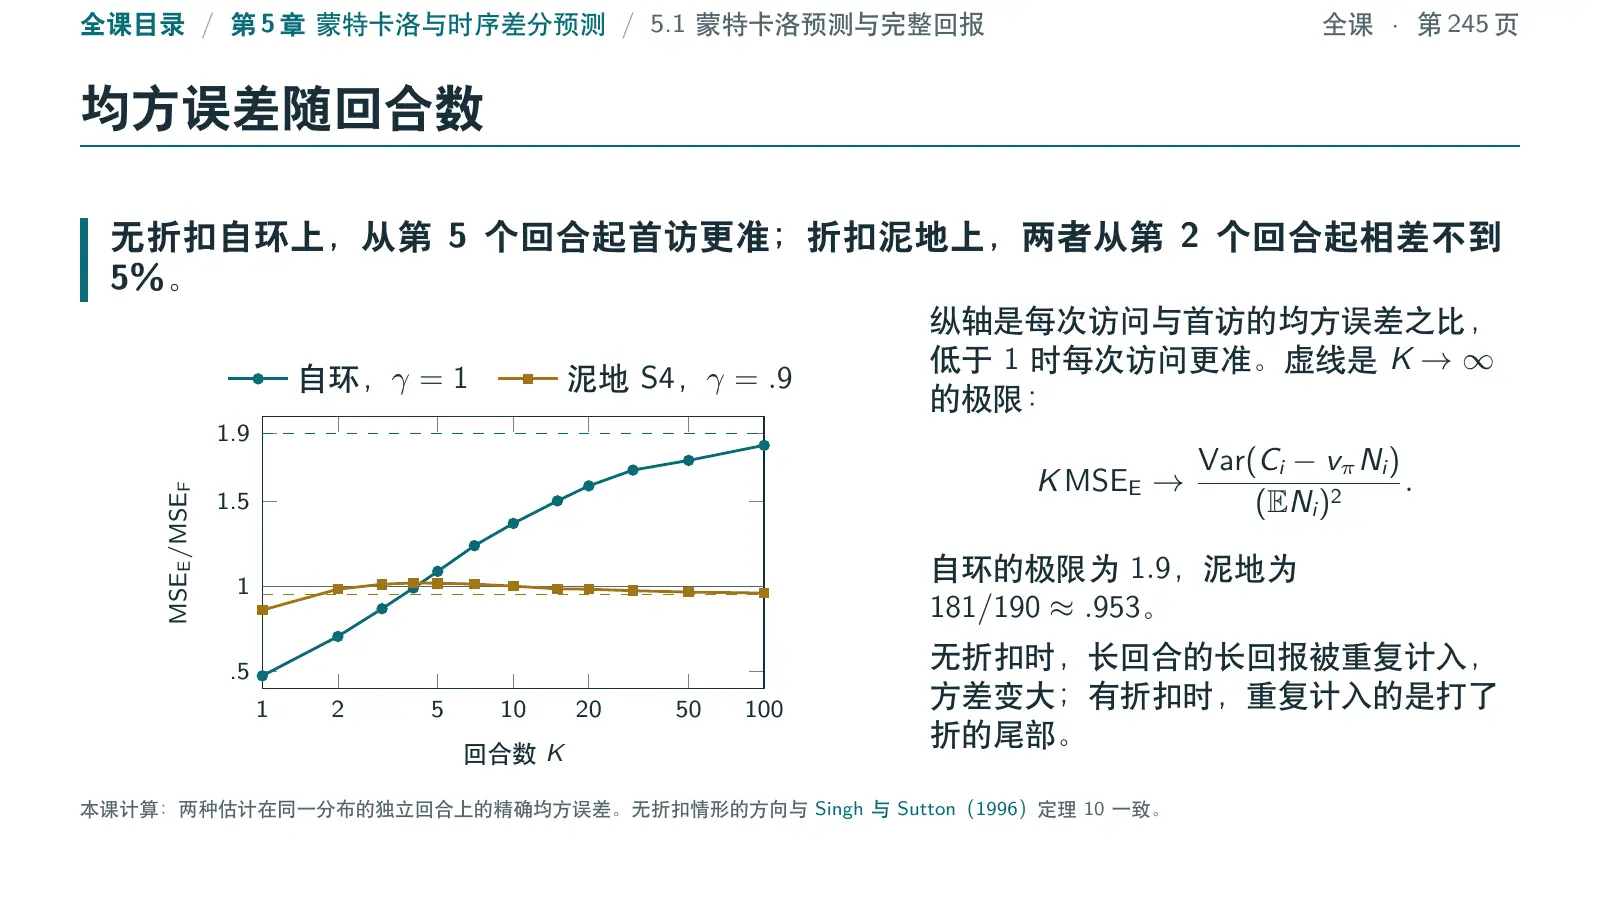 全课目录 / 第 5 章 蒙特卡洛与时序差分预测 / 5.1 蒙特卡洛预测与完整回报
全课 · 第 245 页
均方误差随回合数
无折扣自环上，从第 5 个回合起首访更准；折扣泥地上，两者从第 2 个回合起相差不到
5%。
纵轴是每次访问与首访的均方误差之比，
低于 1 时每次访问更准。虚线是 K → ∞
的极限：
K MSE_E → Var(C_i − v_π N_i) / (𝔼N_i)^2 .
自环的极限为 1.9，泥地为
181/190 ≈ .953。
无折扣时，长回合的长回报被重复计入，
方差变大；有折扣时，重复计入的是打了
折的尾部。
自环，γ = 1
泥地 S4，γ = .9
MSE_E/MSE_F
1.9
1.5
1
.5
1 2 5 10 20 50 100
回合数 K
本课计算：两种估计在同一分布的独立回合上的精确均方误差。无折扣情形的方向与 Singh 与 Sutton（1996）定理 10 一致。